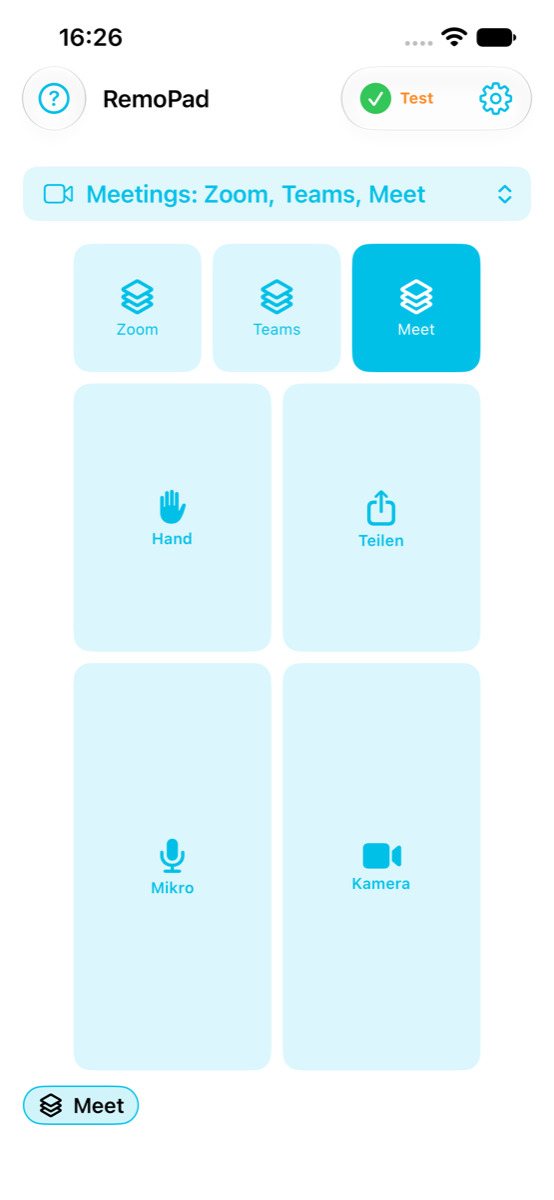 16:26
? RemoPad Test
Meetings: Zoom, Teams, Meet
Zoom Teams Meet
Hand Teilen
Mikro Kamera
Meet